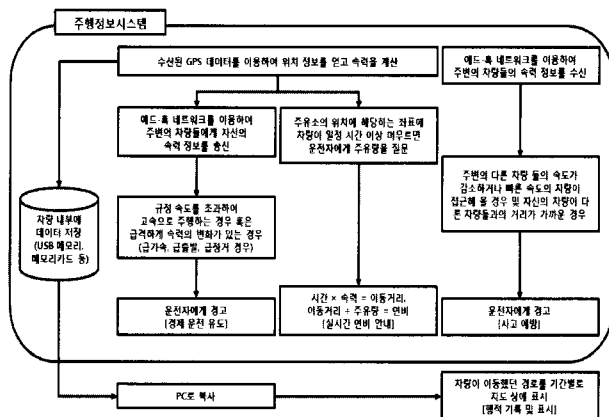 주행정보시스템
수신된 GPS 데이터를 이용하여 위치 정보를 얻고 속력을 계산
에드-혹 네트워크를 이용하여
주변의 차량들의 속력 정보를 수신
에드-혹 네트워크를 이용하여
주변의 차량들에게 자신의
속력 정보를 송신
주유소의 위치에 해당하는 좌표에
차량이 일정 시간 이상 머무르면
운전자에게 주유량을 질문
차량 내부에
데이터 저장
(USB 메모리,
메모리카드 등)
규정 속도를 초과하여
고속으로 주행하는 경우 혹은
급격하게 속력의 변화가 있는 경우
(급가속, 급출발, 급정거 경우)
주변의 다른 차량 들의 속도가
감소하거나 빠른 속도의 차량이
접근해 올 경우 및 자신의 차량이 다
른 차량들과의 거리가 가까운 경우
운전자에게 경고
[경제 운전 유도]
시간 × 속력 = 이동거리,
이동거리 ÷ 주유량 = 연비
[실시간 연비 안내]
운전자에게 경고
[사고 예방]
PC로 복사
차량이 이동했던 경로를 기간별로
지도 상에 표시
[행적 기록 및 표시]